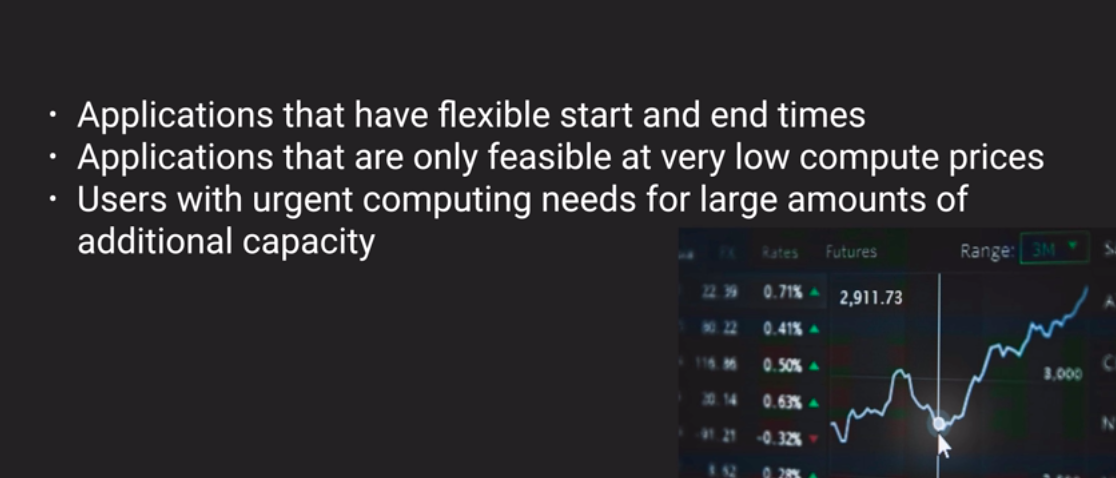 • Applications that have flexible start and end times
• Applications that are only feasible at very low compute prices
• Users with urgent computing needs for large amounts of
additional capacity
FX Rates Futures Range: 3M
22.39 0.71% ▲ 2,911.73
80.22 0.41% ▲
116.86 0.50% ▲ 3,000
20.14 0.63% ▲
-91.21 -0.32% ▼
8.62 0.28% ▲